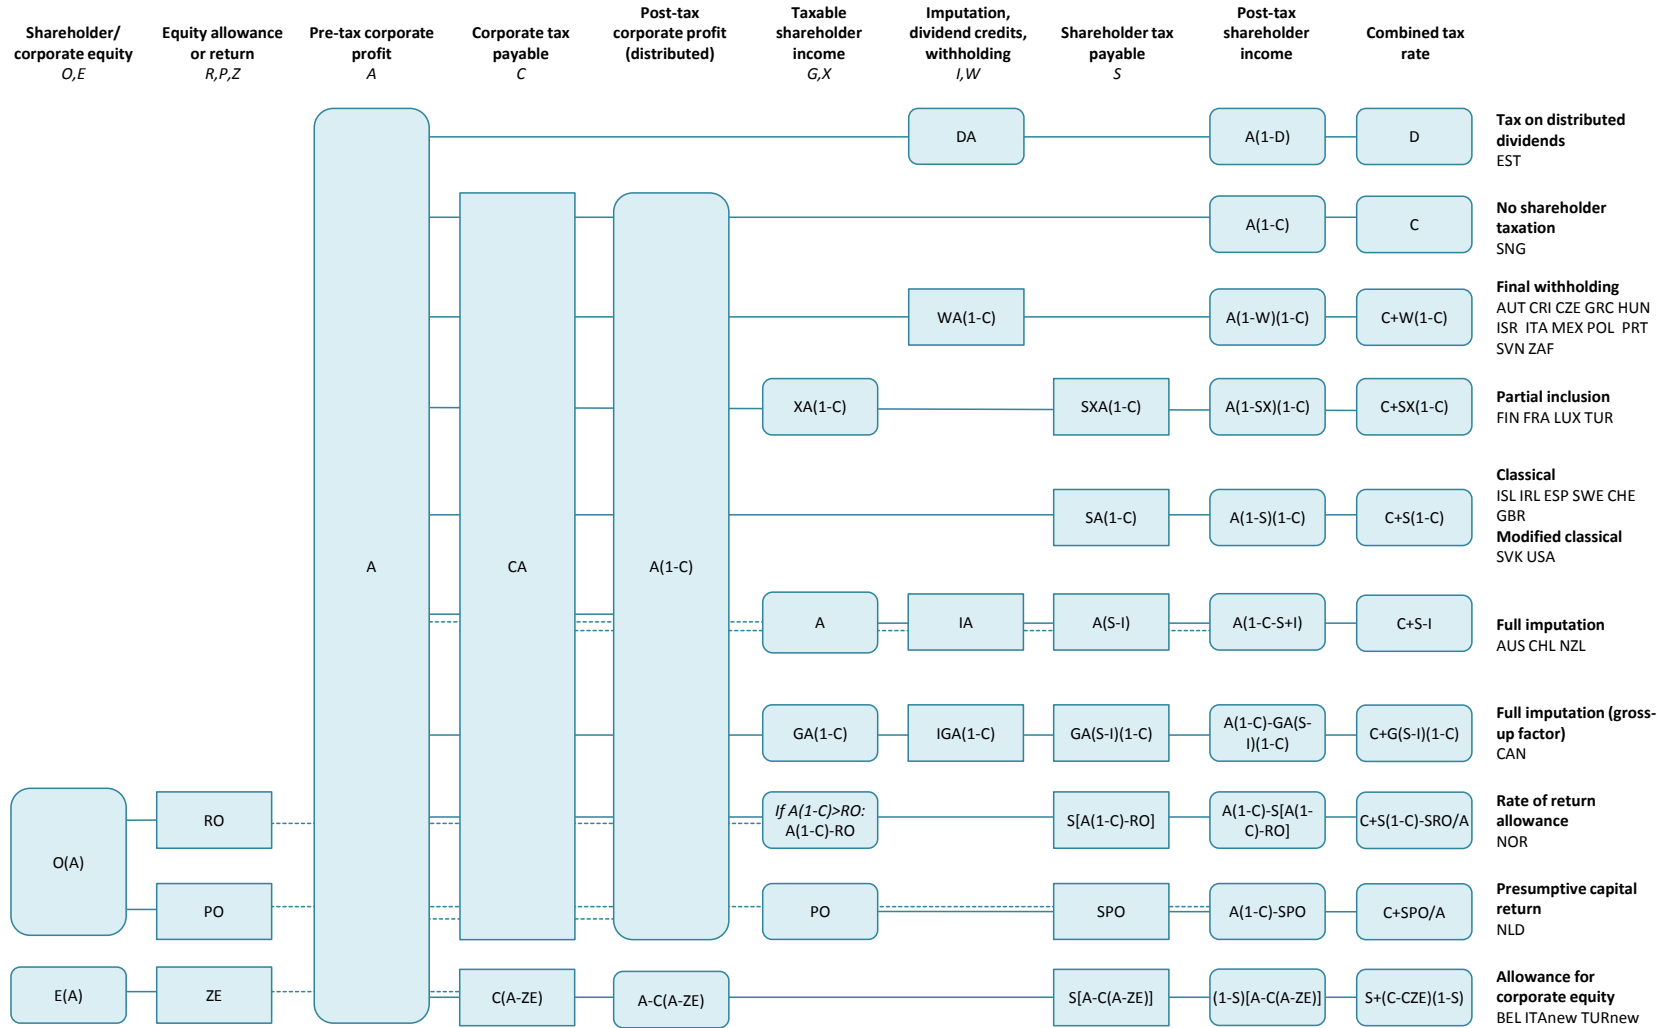 Shareholder/
corporate equity
O,E
Equity allowance
or return
R,P,Z
Pre-tax corporate
profit
A
Corporate tax
payable
C
Post-tax
corporate profit
(distributed)
Taxable
shareholder
income
G,X
Imputation,
dividend credits,
withholding
I,W
Shareholder tax
payable
S
Post-tax
shareholder
income
Combined tax
rate
DA
A(1-D)
D
Tax on distributed
dividends
EST
A(1-C)
C
No shareholder
taxation
SNG
WA(1-C)
A(1-W)(1-C)
C+W(1-C)
Final withholding
AUT CRI CZE GRC HUN
ISR ITA MEX POL PRT
SVN ZAF
XA(1-C)
SXA(1-C)
A(1-SX)(1-C)
C+SX(1-C)
Partial inclusion
FIN FRA LUX TUR
SA(1-C)
A(1-S)(1-C)
C+S(1-C)
Classical
ISL IRL ESP SWE CHE
GBR
Modified classical
SVK USA
A
CA
A(1-C)
A
IA
A(S-I)
A(1-C-S+I)
C+S-I
Full imputation
AUS CHL NZL
GA(1-C)
IGA(1-C)
GA(S-I)(1-C)
A(1-C)-GA(S-
I)(1-C)
C+G(S-I)(1-C)
Full imputation (gross-
up factor)
CAN
O(A)
RO
If A(1-C)>RO:
A(1-C)-RO
S[A(1-C)-RO]
A(1-C)-S[A(1-
C)-RO]
C+S(1-C)-SRO/A
Rate of return
allowance
NOR
PO
PO
SPO
A(1-C)-SPO
C+SPO/A
Presumptive capital
return
NLD
E(A)
ZE
C(A-ZE)
A-C(A-ZE)
S[A-C(A-ZE)]
(1-S)[A-C(A-ZE)]
S+(C-CZE)(1-S)
Allowance for
corporate equity
BEL ITAnew TURnew